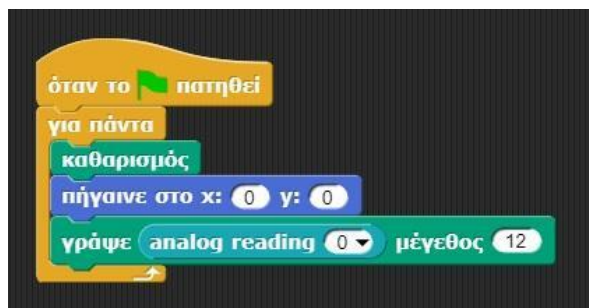 όταν το πατηθεί
για πάντα
καθαρισμός
πήγαινε στο x: 0 y: 0
γράψε analog reading 0 μέγεθος 12